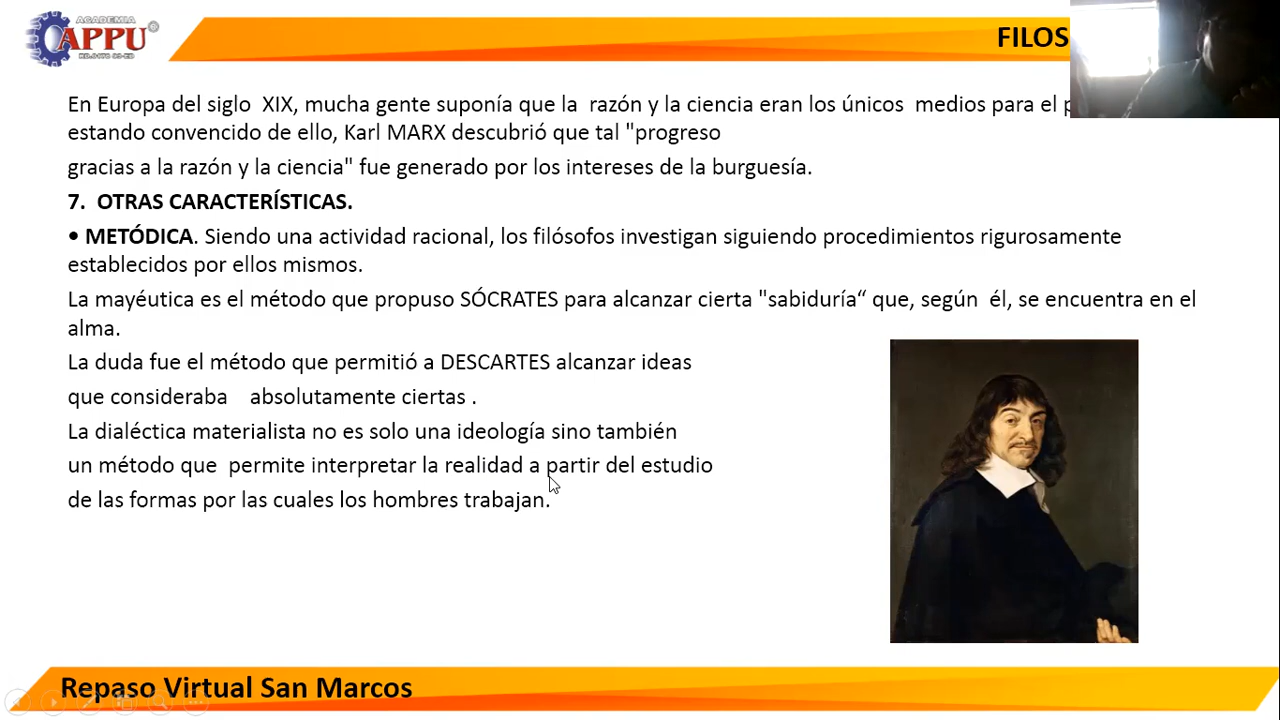 ACADEMIA
APPU
FILOS
En Europa del siglo XIX, mucha gente suponía que la razón y la ciencia eran los únicos medios para el
estando convencido de ello, Karl MARX descubrió que tal "progreso
gracias a la razón y la ciencia" fue generado por los intereses de la burguesía.
7. OTRAS CARACTERÍSTICAS.
• METÓDICA. Siendo una actividad racional, los filósofos investigan siguiendo procedimientos rigurosamente
establecidos por ellos mismos.
La mayéutica es el método que propuso SÓCRATES para alcanzar cierta "sabiduría“ que, según él, se encuentra en el
alma.
La duda fue el método que permitió a DESCARTES alcanzar ideas
que consideraba absolutamente ciertas .
La dialéctica materialista no es solo una ideología sino también
un método que permite interpretar la realidad a partir del estudio
de las formas por las cuales los hombres trabajan.
Repaso Virtual San Marcos